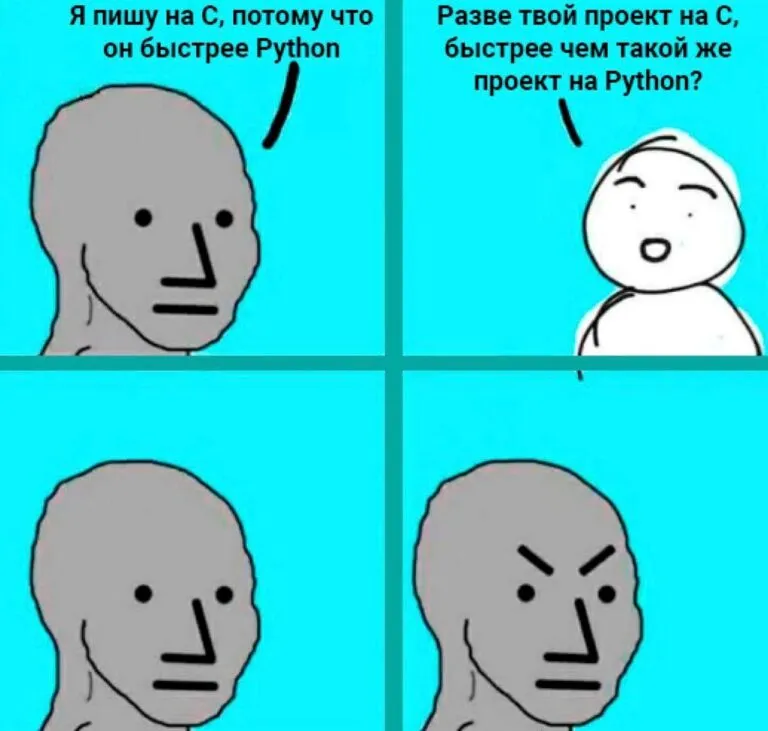 Я пишу на C, потому что
он быстрее Python
Разве твой проект на C,
быстрее чем такой же
проект на Python?